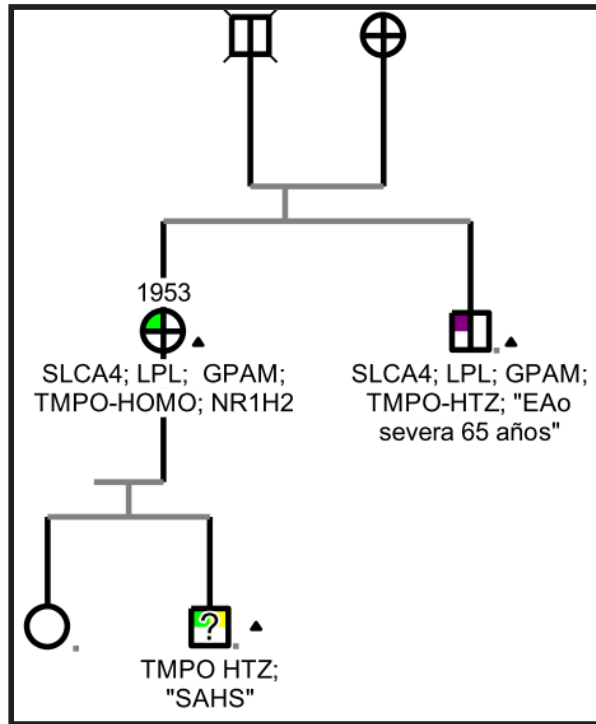 1953
SLCA4; LPL;  GPAM;
TMPO-HOMO; NR1H2
SLCA4; LPL; GPAM;
TMPO-HTZ; "EAo
severa 65 años"
?
TMPO HTZ;
"SAHS"